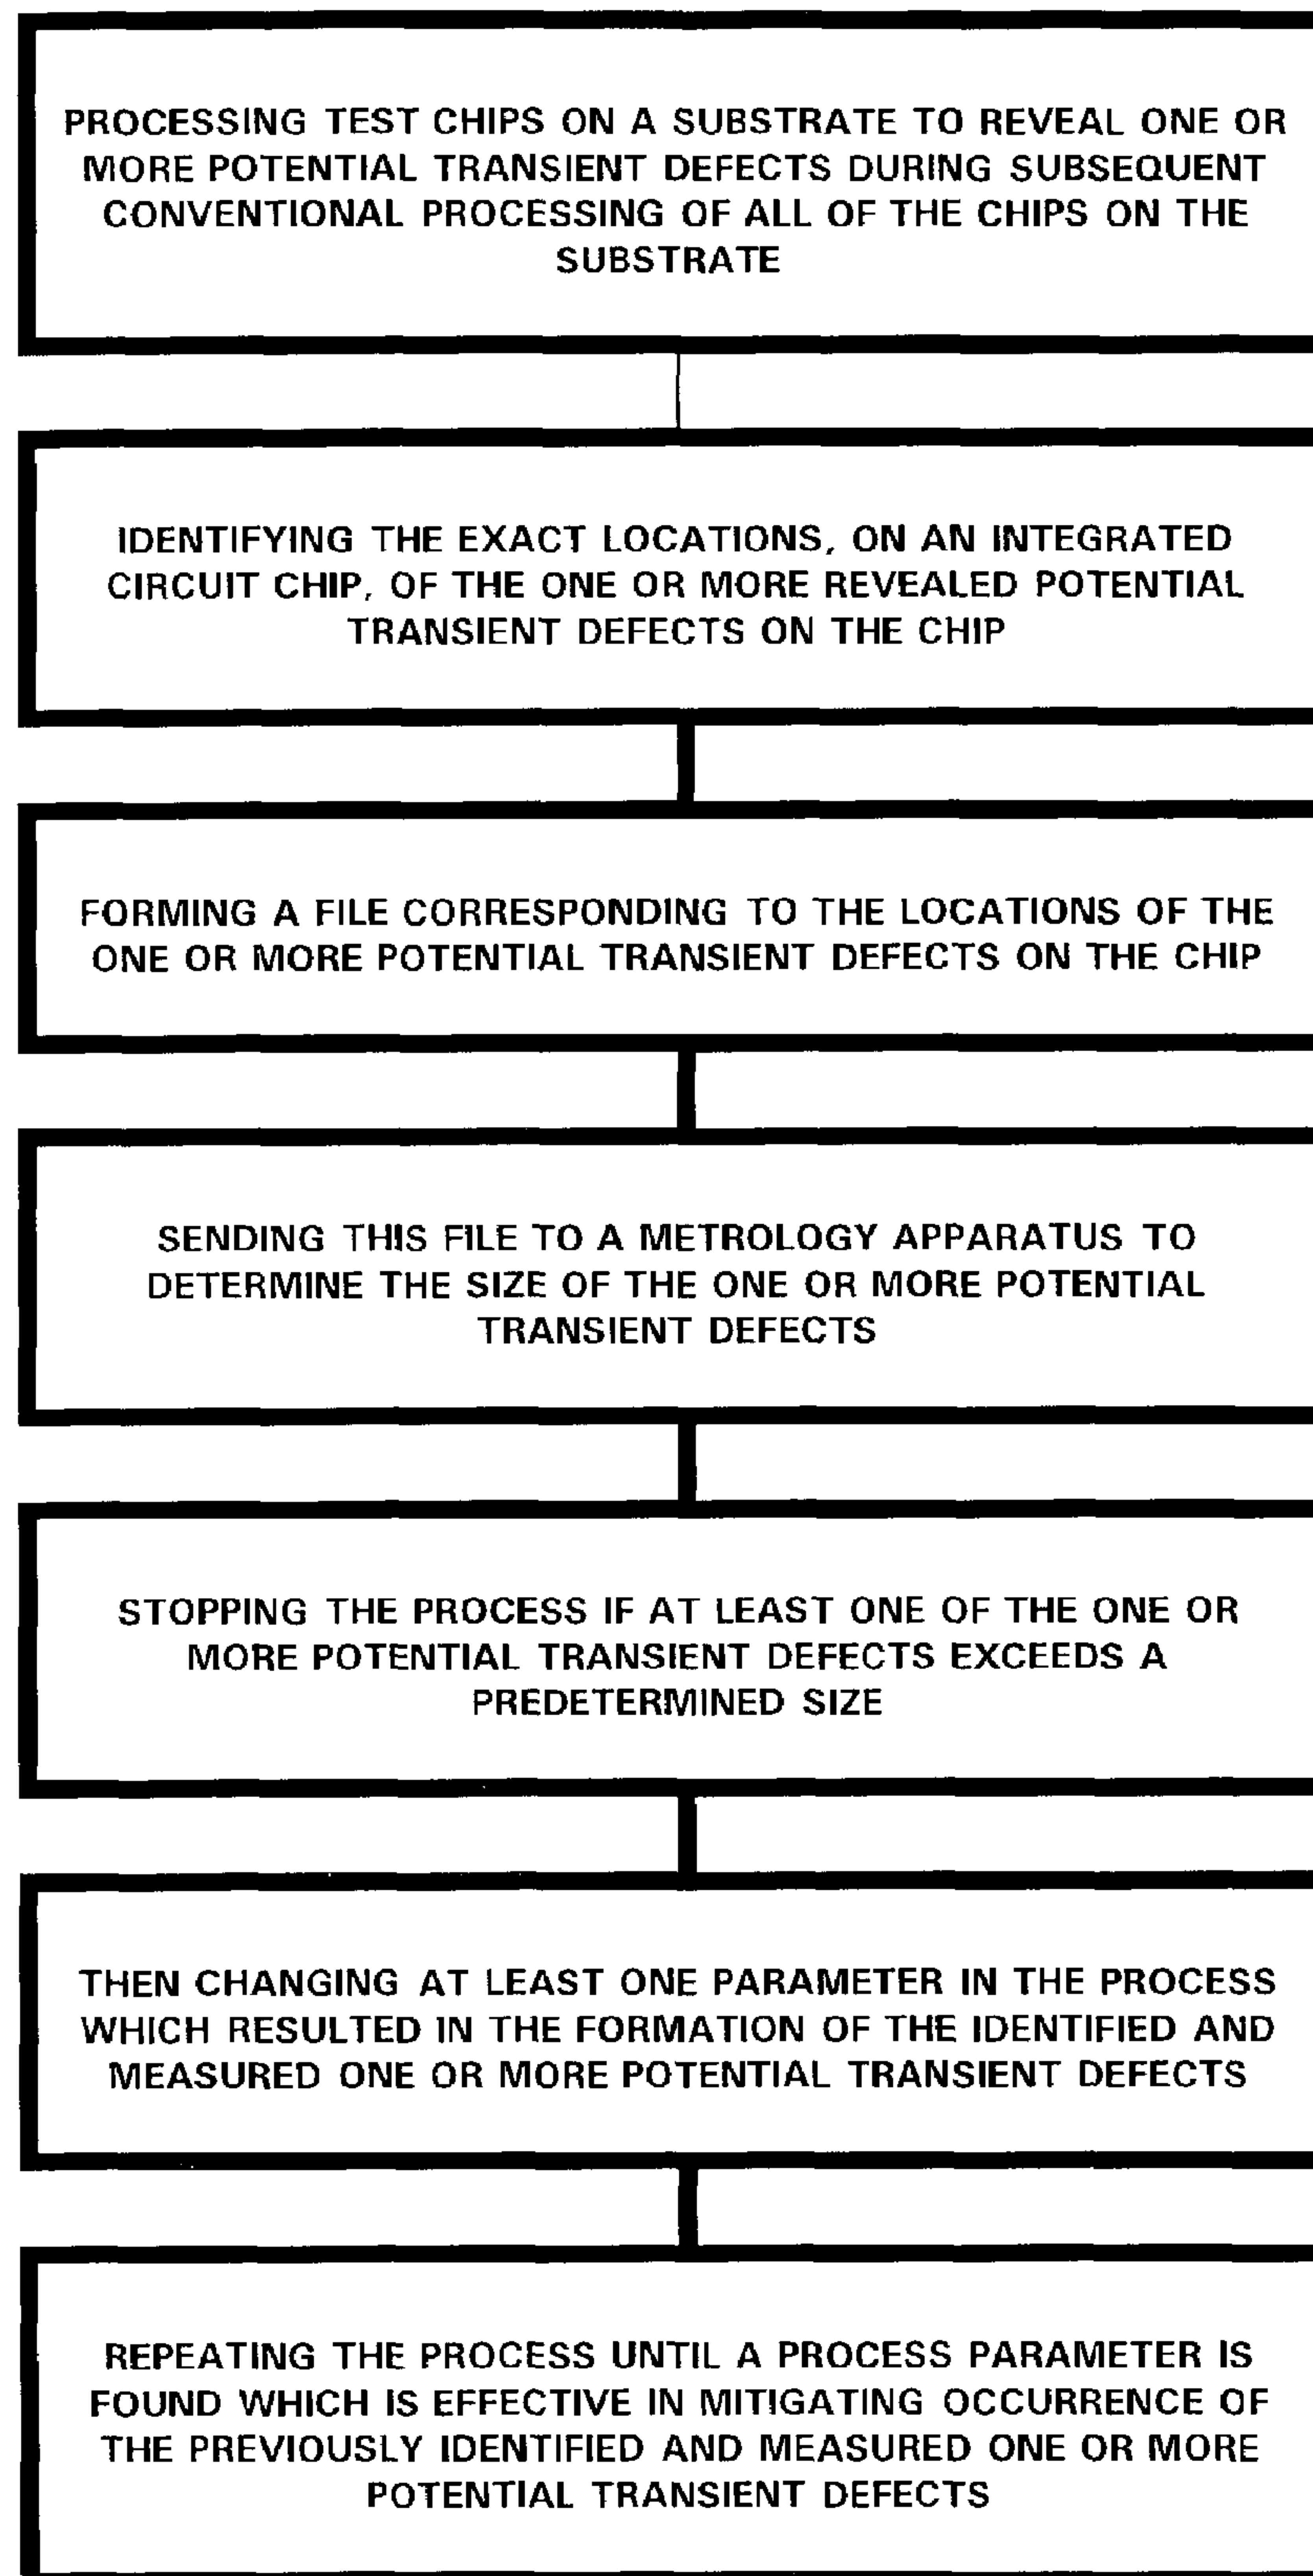 PROCESSING TEST CHIPS ON A SUBSTRATE TO REVEAL ONE OR
MORE POTENTIAL TRANSIENT DEFECTS DURING SUBSEQUENT
CONVENTIONAL PROCESSING OF ALL OF THE CHIPS ON THE
SUBSTRATE
IDENTIFYING THE EXACT LOCATIONS, ON AN INTEGRATED
CIRCUIT CHIP, OF THE ONE OR MORE REVEALED POTENTIAL
TRANSIENT DEFECTS ON THE CHIP
FORMING A FILE CORRESPONDING TO THE LOCATIONS OF THE
ONE OR MORE POTENTIAL TRANSIENT DEFECTS ON THE CHIP
SENDING THIS FILE TO A METROLOGY APPARATUS TO
DETERMINE THE SIZE OF THE ONE OR MORE POTENTIAL
TRANSIENT DEFECTS
STOPPING THE PROCESS IF AT LEAST ONE OF THE ONE OR
MORE POTENTIAL TRANSIENT DEFECTS EXCEEDS A
PREDETERMINED SIZE
THEN CHANGING AT LEAST ONE PARAMETER IN THE PROCESS
WHICH RESULTED IN THE FORMATION OF THE IDENTIFIED AND
MEASURED ONE OR MORE POTENTIAL TRANSIENT DEFECTS
REPEATING THE PROCESS UNTIL A PROCESS PARAMETER IS
FOUND WHICH IS EFFECTIVE IN MITIGATING OCCURRENCE OF
THE PREVIOUSLY IDENTIFIED AND MEASURED ONE OR MORE
POTENTIAL TRANSIENT DEFECTS